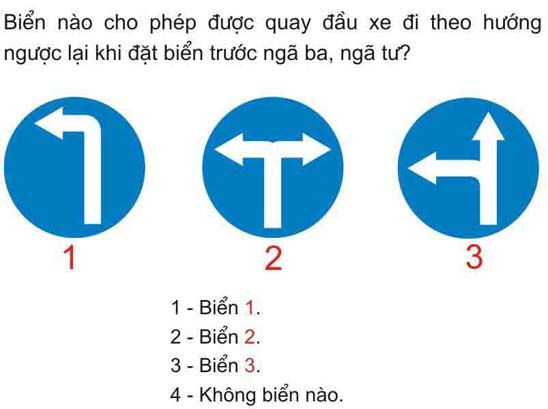 Biển nào cho phép được quay đầu xe đi theo hướng
ngược lại khi đặt biển trước ngã ba, ngã tư?
1 2 3
1 - Biển 1.
2 - Biển 2.
3 - Biển 3.
4 - Không biển nào.